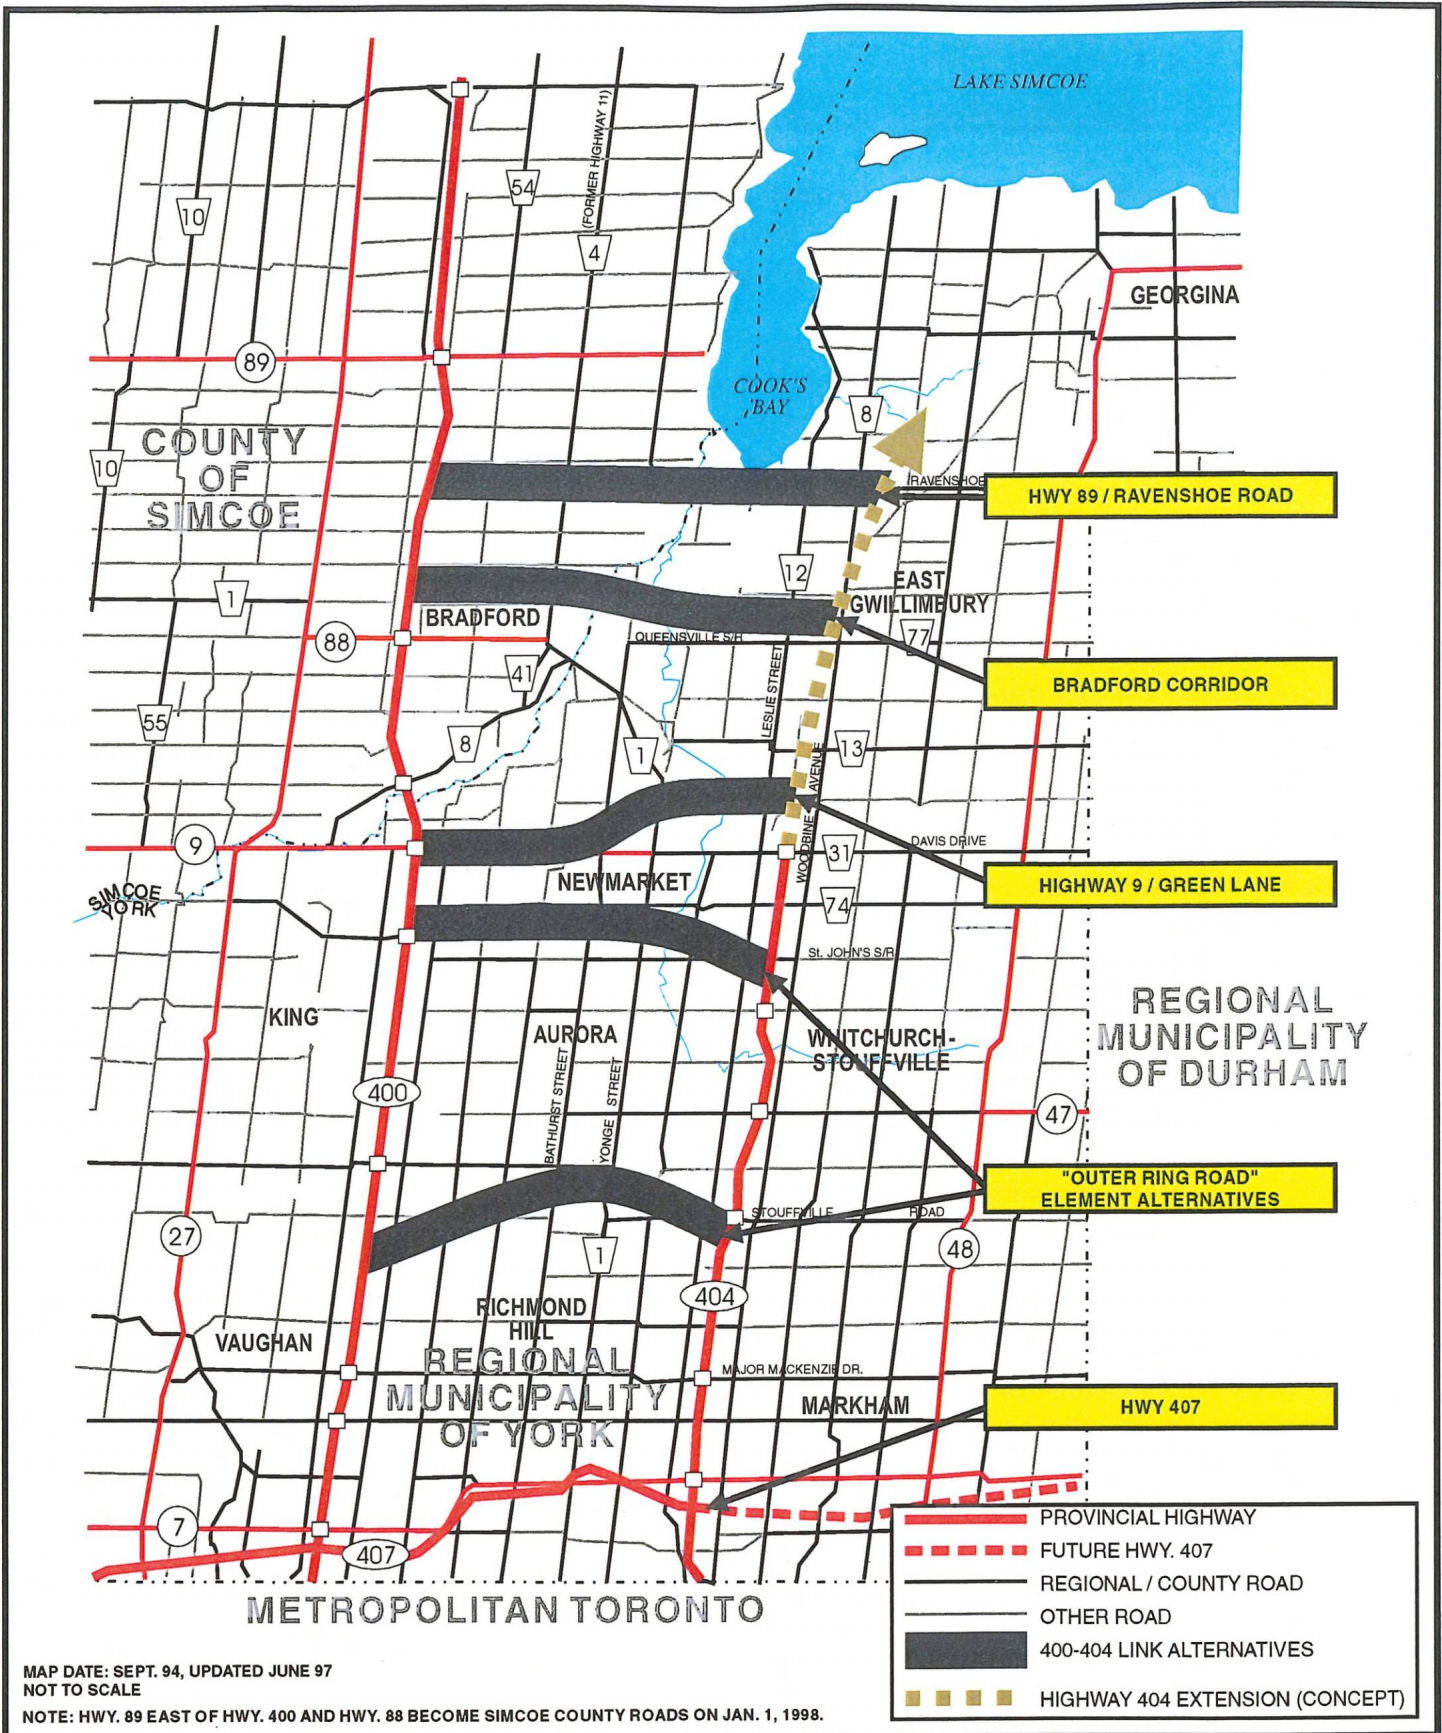 LAKE SIMCOE
54
(FORMER HIGHWAY 11)
10
4
GEORGINA
89
COOK'S
BAY
8
COUNTY
OF
SIMCOE
10
RAVENSHOE
HWY 89 / RAVENSHOE ROAD
12
EAST
GWILLIMBURY
1
BRADFORD
88
QUEENSVILLE S/R
77
41
LESLIE STREET
BRADFORD CORRIDOR
55
8
1
13
WOODBINE AVENUE
9
31
DAVIS DRIVE
NEWMARKET
HIGHWAY 9 / GREEN LANE
SIMCOE
YORK
74
St. JOHN'S S/R
KING
AURORA
WHITCHURCH-
STOUFFVILLE
REGIONAL
MUNICIPALITY
OF DURHAM
400
BATHURST STREET
YONGE STREET
47
"OUTER RING ROAD"
ELEMENT ALTERNATIVES
STOUFFVILLE ROAD
27
1
48
404
RICHMOND
HILL
VAUGHAN
REGIONAL
MUNICIPALITY
OF YORK
MAJOR MACKENZIE DR.
MARKHAM
HWY 407
7
407
METROPOLITAN TORONTO
PROVINCIAL HIGHWAY
FUTURE HWY. 407
REGIONAL / COUNTY ROAD
OTHER ROAD
400-404 LINK ALTERNATIVES
HIGHWAY 404 EXTENSION (CONCEPT)
MAP DATE: SEPT. 94, UPDATED JUNE 97
NOT TO SCALE
NOTE: HWY. 89 EAST OF HWY. 400 AND HWY. 88 BECOME SIMCOE COUNTY ROADS ON JAN. 1, 1998.